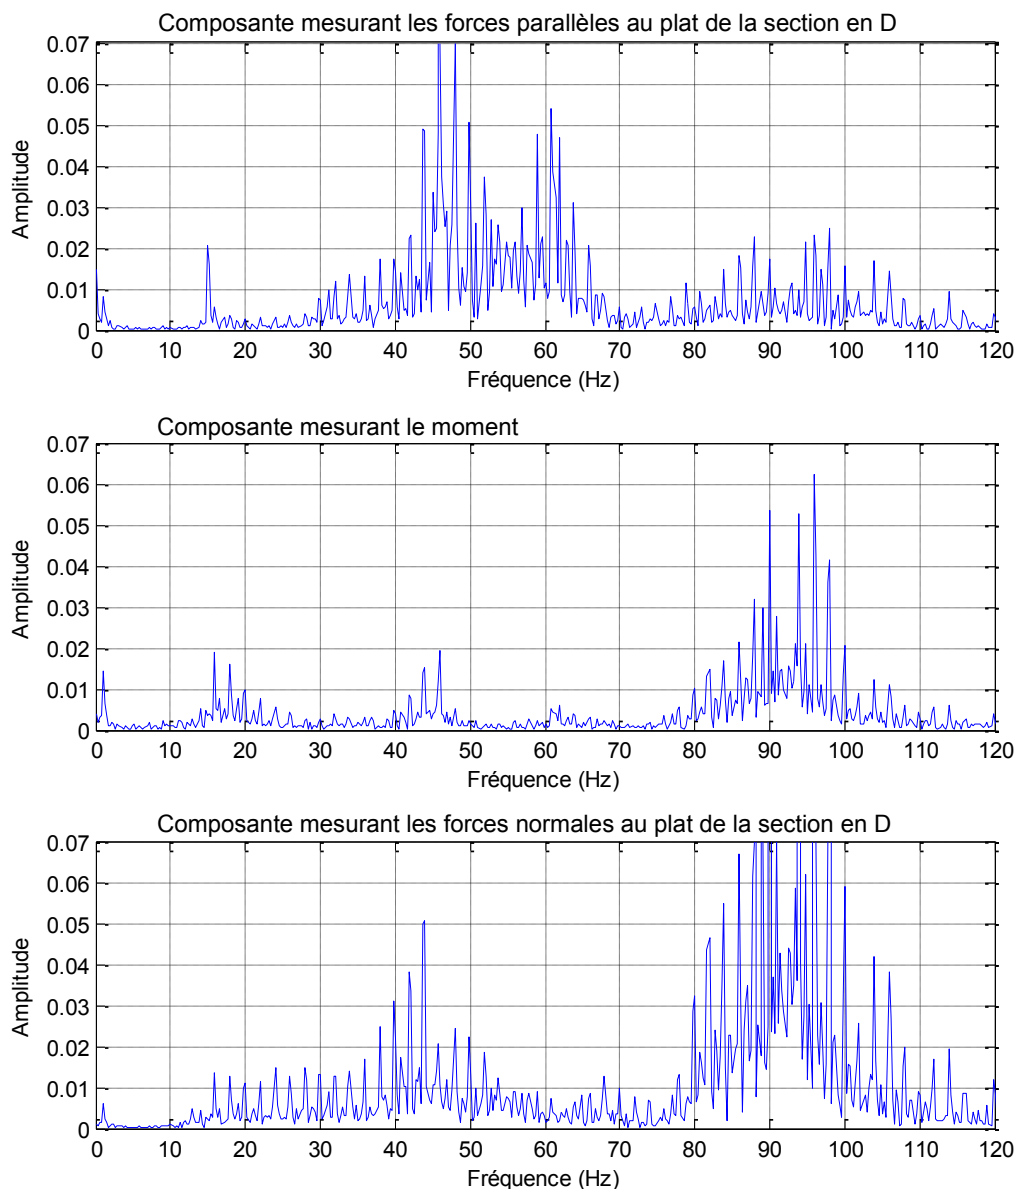 Composante mesurant les forces parallèles au plat de la section en D
0.07
0.06
0.05
0.04
0.03
0.02
0.01
0
Amplitude
0 10 20 30 40 50 60 70 80 90 100 110 120
Fréquence (Hz)
Composante mesurant le moment
0.07
0.06
0.05
0.04
0.03
0.02
0.01
0
Amplitude
0 10 20 30 40 50 60 70 80 90 100 110 120
Fréquence (Hz)
Composante mesurant les forces normales au plat de la section en D
0.07
0.06
0.05
0.04
0.03
0.02
0.01
0
Amplitude
0 10 20 30 40 50 60 70 80 90 100 110 120
Fréquence (Hz)